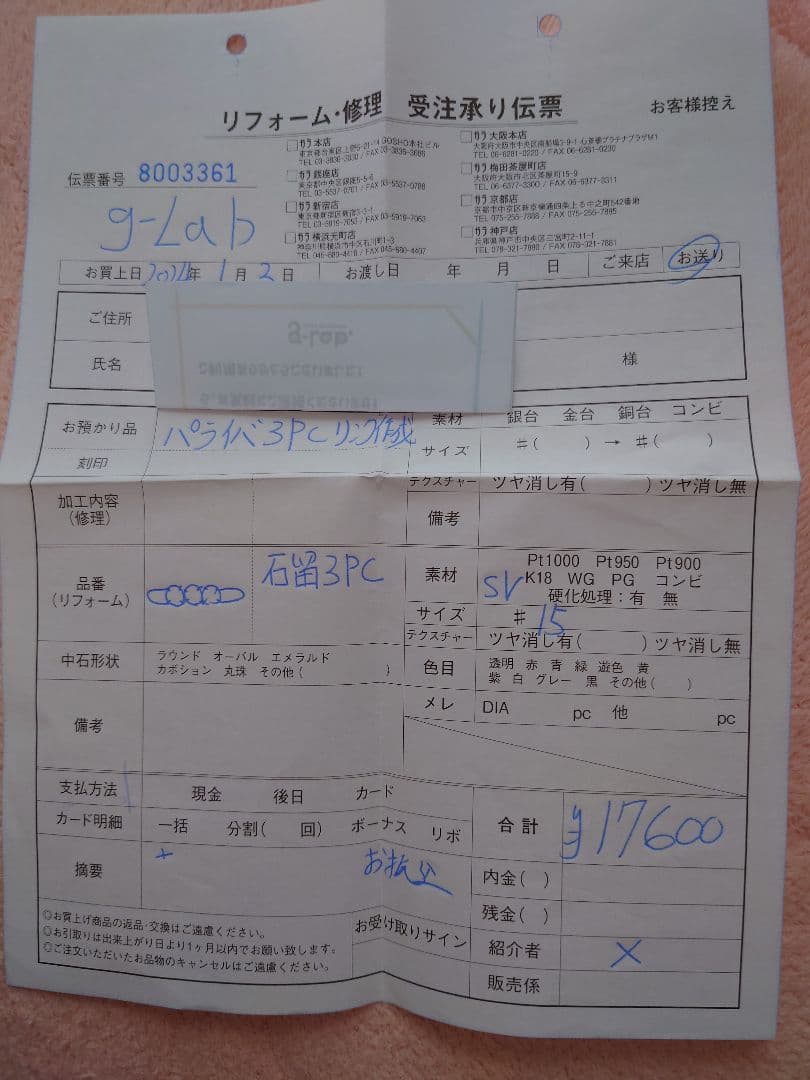 リフォーム・修理 受注承り伝票
お客様控え
伝票番号 8003361
g-Lab
ガラ本店
ガラ銀座店
ガラ新宿店
ガラ横浜元町店
ガラ大阪本店
ガラ梅田茶屋町店
ガラ京都店
ガラ神戸店
お買上日 2024年 1月 2日 お渡し日 年 月 日 ご来店 お送り
ご住所
氏名 様
g-Lab.
お預かり品 パライバ3PCリング作成
刻印
素材 銀台 金台 銅台 コンビ
サイズ #( ) → #( )
テクスチャー ツヤ消し有( )ツヤ消し無
加工内容
(修理)
備考
品番
(リフォーム)
石留3PC
素材 Pt1000 Pt950 Pt900
SV K18 WG PG コンビ
硬化処理:有 無
サイズ #15
テクスチャー ツヤ消し有( )ツヤ消し無
中石形状 ラウンド オーバル エメラルド
カボション 丸珠 その他( )
色目 透明 赤 青 緑 遊色 黄
紫 白 グレー 黒 その他( )
メレ DIA pc 他 pc
備考
支払方法 現金 後日 カード
カード明細 一括 分割( 回) ボーナス リボ
合計 ¥17600
摘要 お振込
内金( )
残金( )
◎お買上げ商品の返品・交換はご遠慮ください。
◎お引取りは出来上がり日より1ヶ月以内でお願い致します。
◎ご注文いただいたお品物のキャンセルはご遠慮ください。
お受け取りサイン
紹介者 ×
販売係